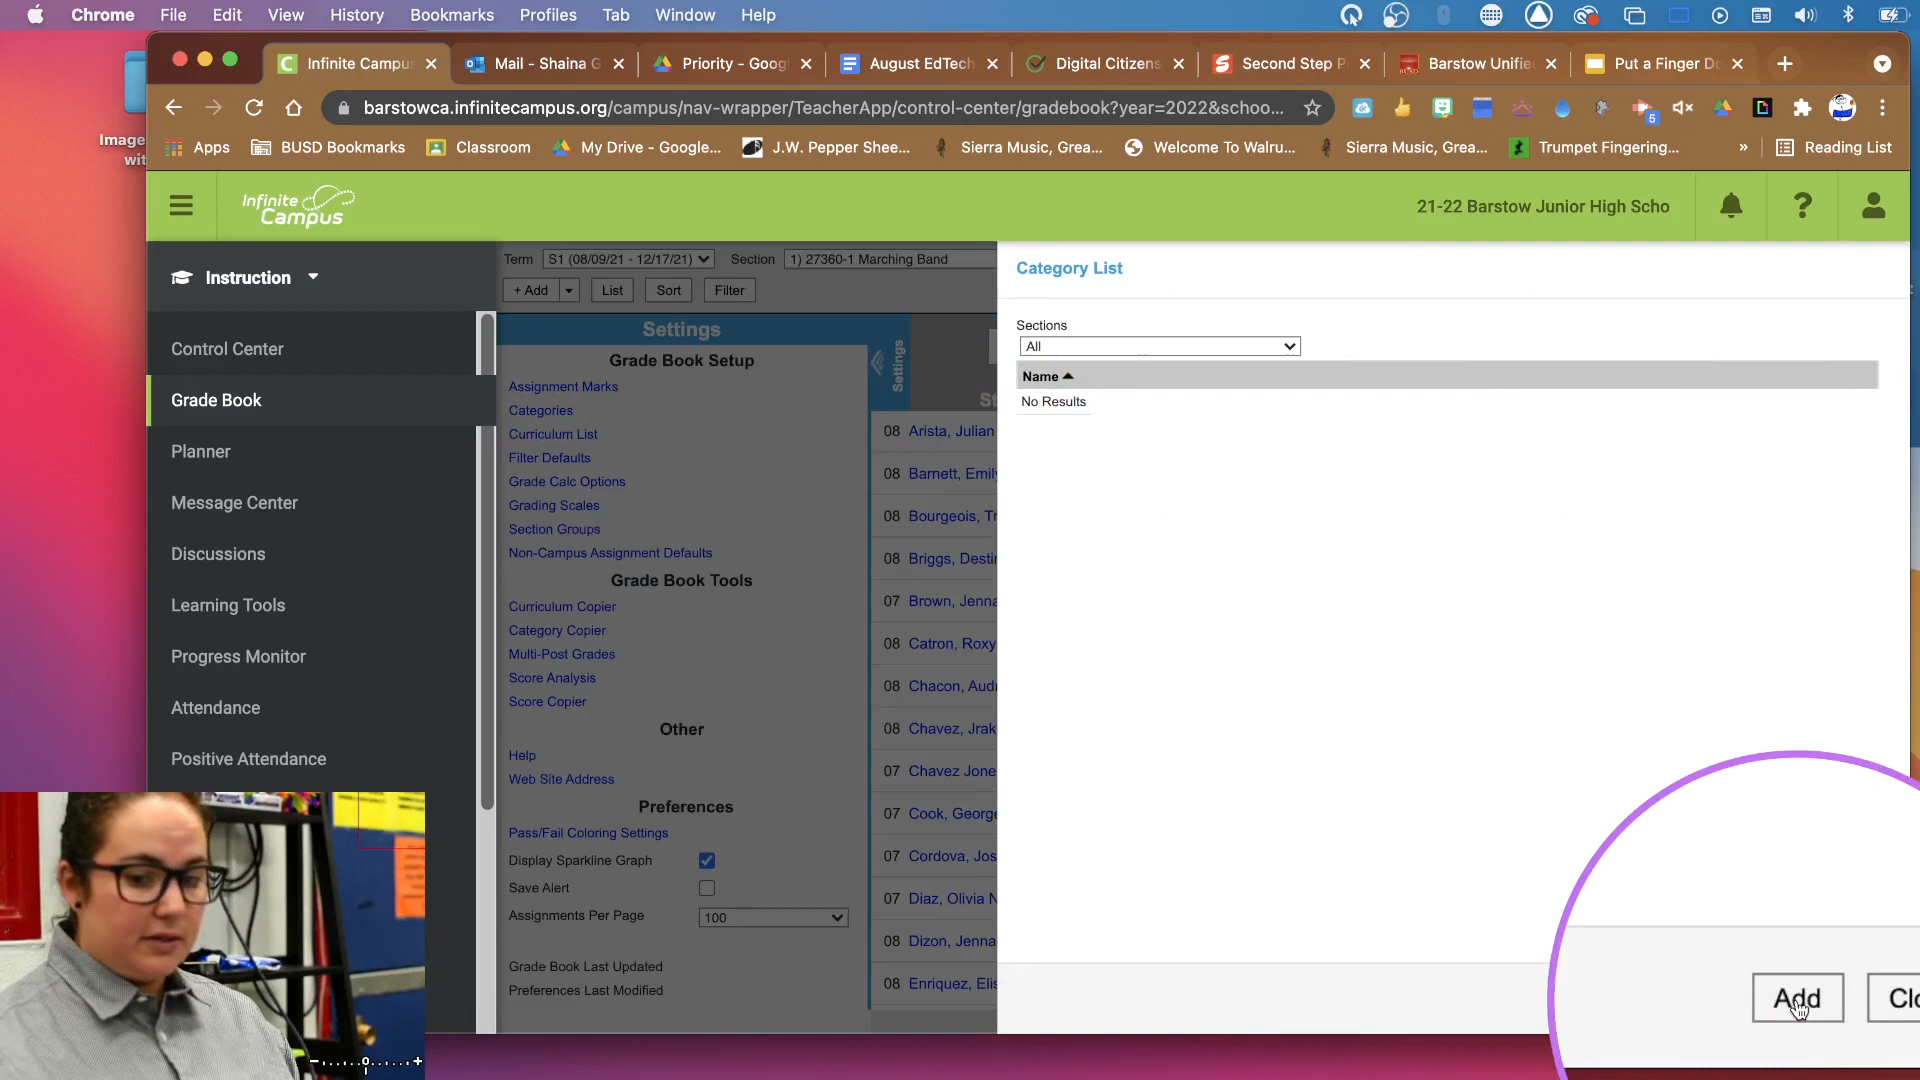 Chrome File Edit View History Bookmarks Profiles Tab Window Help
Infinite Campus
Mail - Shaina G
Priority - Goog
August EdTech
Digital Citizens
Second Step P
Barstow Unifie
Put a Finger Do
barstowca.infinitecampus.org/campus/nav-wrapper/TeacherApp/control-center/gradebook?year=2022&schoo...
5
Image
wit
Apps
BUSD Bookmarks
Classroom
My Drive - Google...
J.W. Pepper Shee...
Sierra Music, Grea...
Welcome To Walru...
Sierra Music, Grea...
Trumpet Fingering...
»
Reading List
Infinite
Campus
21-22 Barstow Junior High Scho
?
Instruction
Control Center
Grade Book
Planner
Message Center
Discussions
Learning Tools
Progress Monitor
Attendance
Positive Attendance
Term S1 (08/09/21 - 12/17/21) Section 1) 27360-1 Marching Band
+ Add List Sort Filter
Settings
Settings
Grade Book Setup
Assignment Marks
Categories
Curriculum List
Filter Defaults
Grade Calc Options
Grading Scales
Section Groups
Non-Campus Assignment Defaults
Grade Book Tools
Curriculum Copier
Category Copier
Multi-Post Grades
Score Analysis
Score Copier
Other
Help
Web Site Address
Preferences
Pass/Fail Coloring Settings
Display Sparkline Graph
Save Alert
Assignments Per Page 100
Grade Book Last Updated
Preferences Last Modified
St
08 Arista, Julian
08 Barnett, Emily
08 Bourgeois, Tr
08 Briggs, Destin
07 Brown, Jenna
08 Catron, Roxy
08 Chacon, Aud
08 Chavez, Jrak
07 Chavez Jone
07 Cook, George
07 Cordova, Jos
07 Diaz, Olivia N
08 Dizon, Jenna
08 Enriquez, Elis
Category List
Sections
All
Name
No Results
Add
Clo